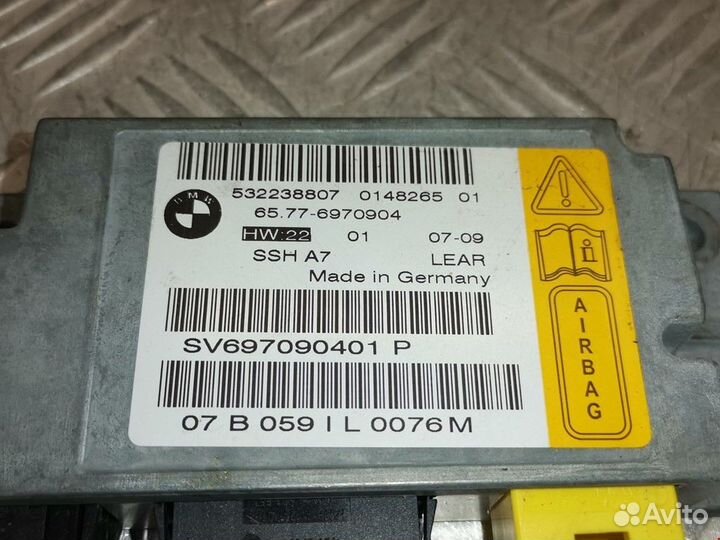 BMW
532238807 0148265 01
65.77-6970904
HW:22 01 07-09
SSH A7 LEAR
Made in Germany
SV697090401 P
07 B 059 I L 0076 M
i
AIRBAG
Avito